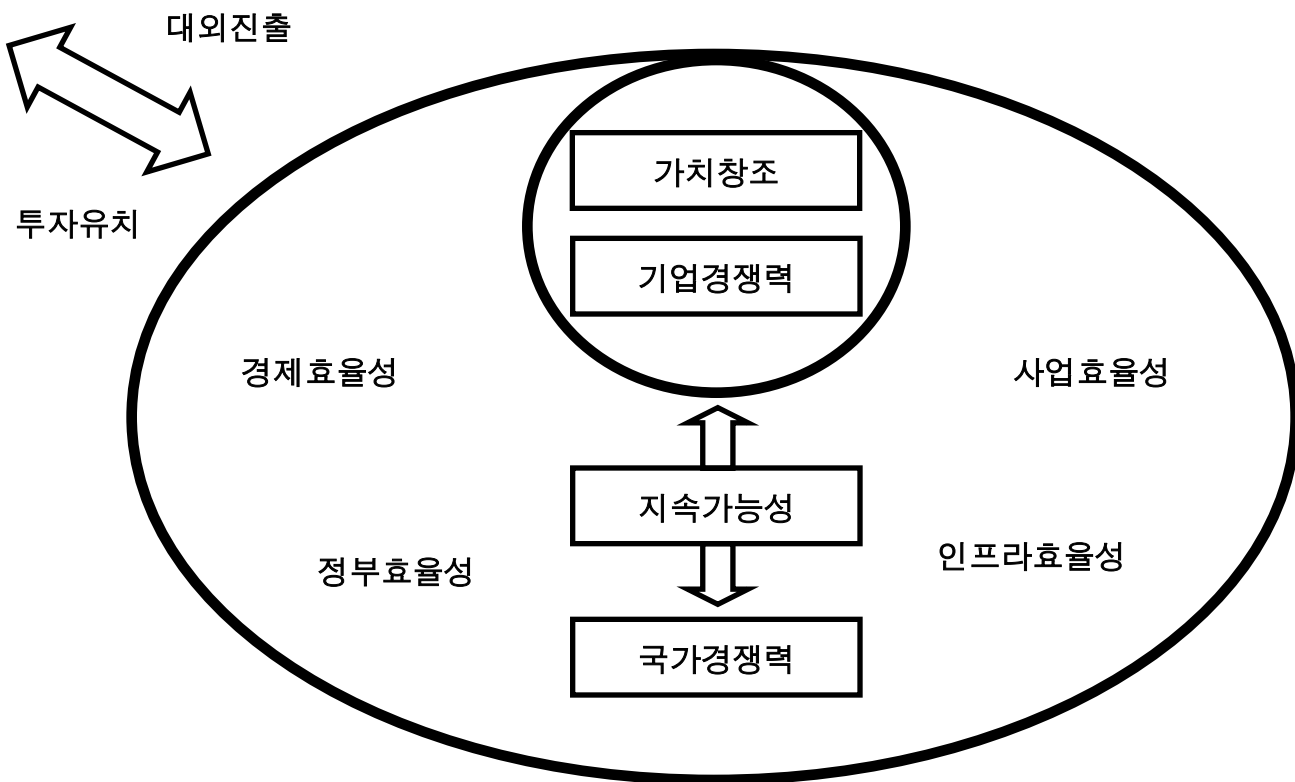 대외진출
가치창조
투자유치
기업경쟁력
경제효율성
사업효율성
지속가능성
정부효율성
인프라효율성
국가경쟁력